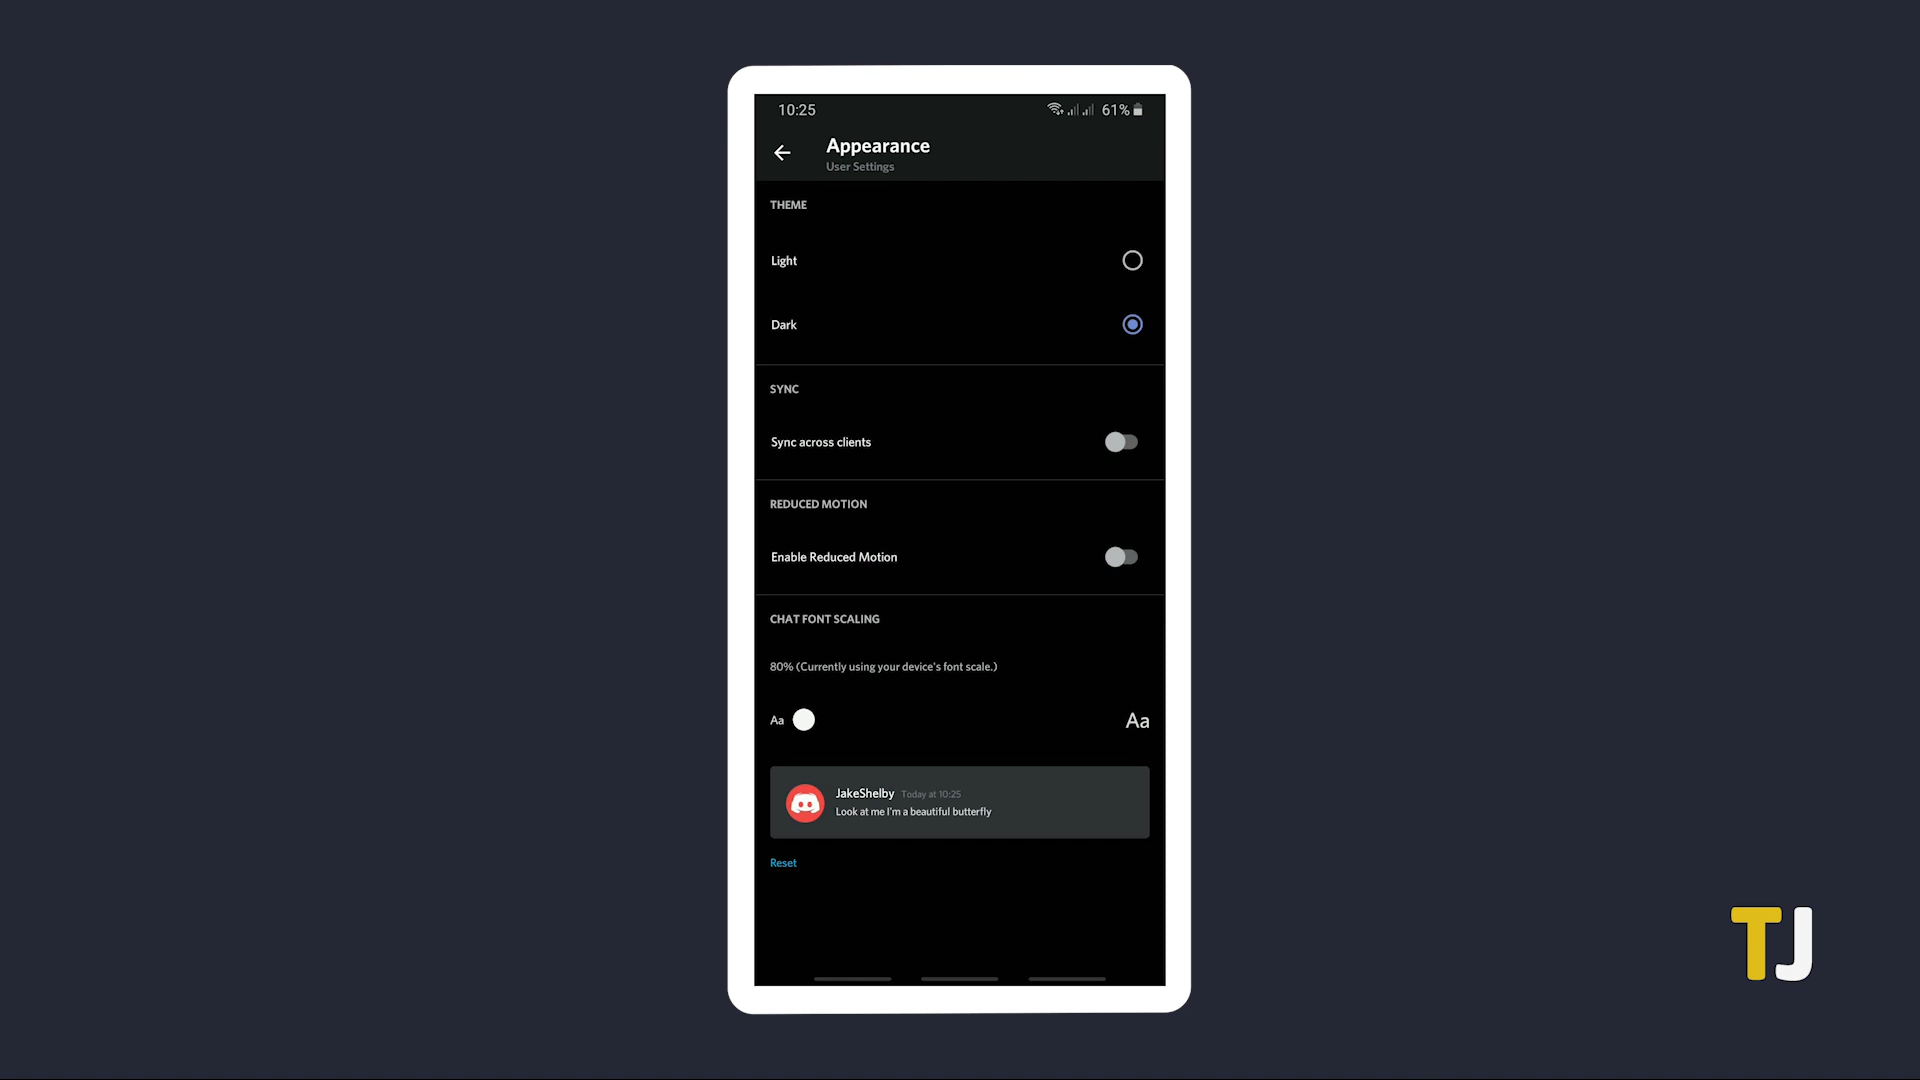 10:25 61%
Appearance
User Settings
THEME
Light
Dark
SYNC
Sync across clients
REDUCED MOTION
Enable Reduced Motion
CHAT FONT SCALING
80% (Currently using your device's font scale.)
Aa Aa
JakeShelby Today at 10:25
Look at me I'm a beautiful butterfly
Reset
TJ